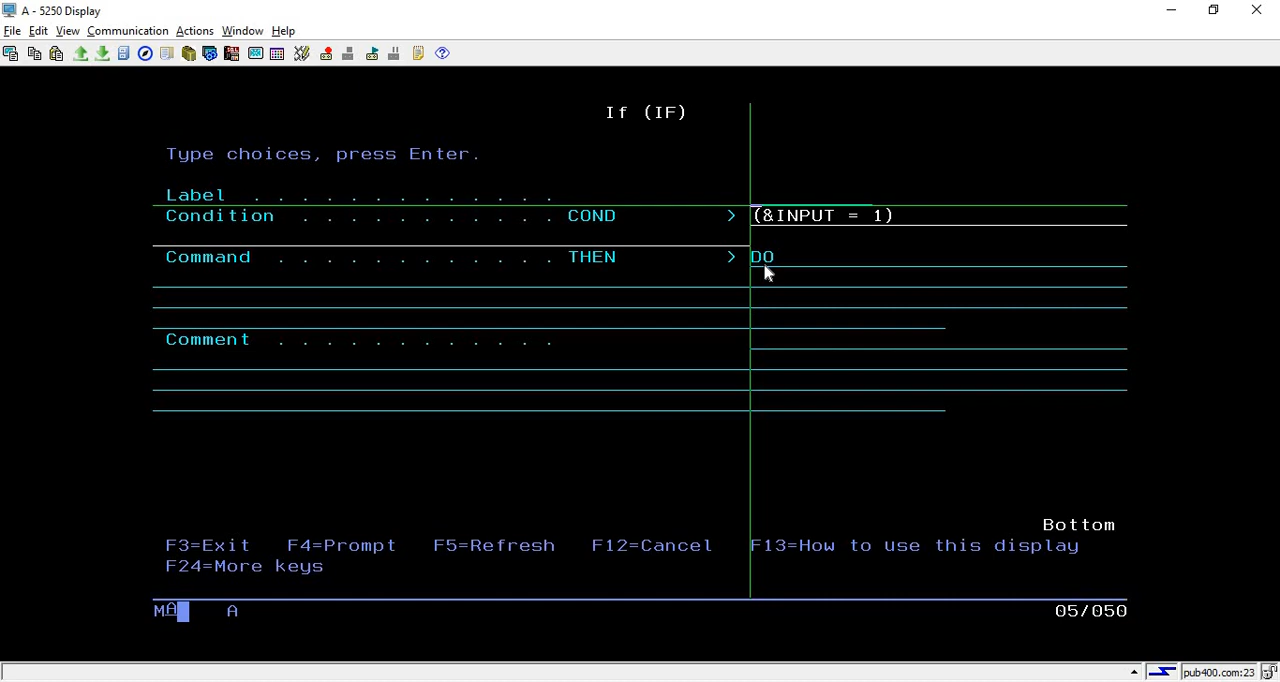 A - 5250 Display
File Edit View Communication Actions Window Help
If (IF)
Type choices, press Enter.
Label . . . . . . . . . . . . .
Condition . . . . . . . . . . . COND > (&INPUT = 1)
Command . . . . . . . . . . . . THEN > DO
Comment . . . . . . . . . . . .
Bottom
F3=Exit F4=Prompt F5=Refresh F12=Cancel F13=How to use this display
F24=More keys
MA A 05/050
pub400.com:23